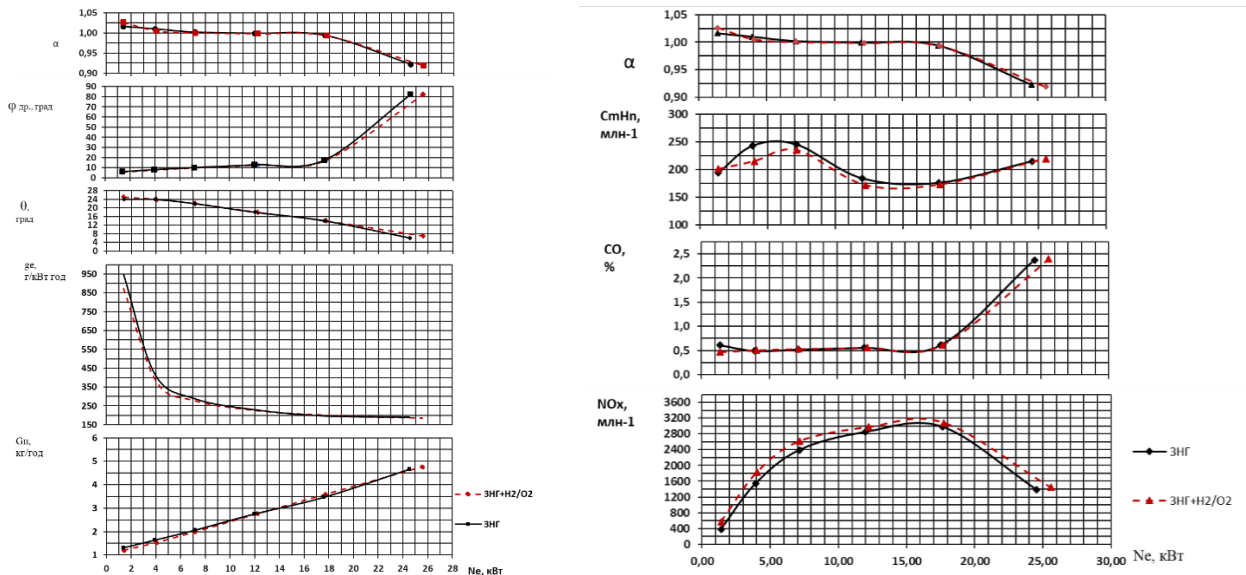 1,05
1,00
0,95
0,90
α
90
80
70
60
50
40
30
20
10
0
φ др., град
28
24
20
16
12
8
4
0
θ,
град
ge,
г/кВт год
950
850
750
650
550
450
350
250
150
Gп,
кг/год
6
5
4
3
2
1
ЗНГ+H2/O2
ЗНГ
0 2 4 6 8 10 12 14 16 18 20 22 24 26 28
Ne, кВт
1,05
1,00
0,95
0,90
α
CmHn,
млн-1
300
250
200
150
100
CO,
%
2,5
2,0
1,5
1,0
0,5
0,0
NOx,
млн-1
3600
3200
2800
2400
2000
1600
1200
800
400
0
ЗНГ
ЗНГ+H2/O2
0,00 5,00 10,00 15,00 20,00 25,00 30,00
Ne, кВт